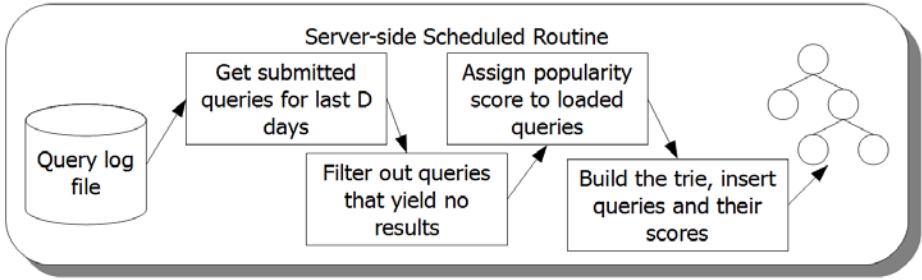 Server-side Scheduled Routine
Query log
file
Get submitted
queries for last D
days
Filter out queries
that yield no
results
Assign popularity
score to loaded
queries
Build the trie, insert
queries and their
scores